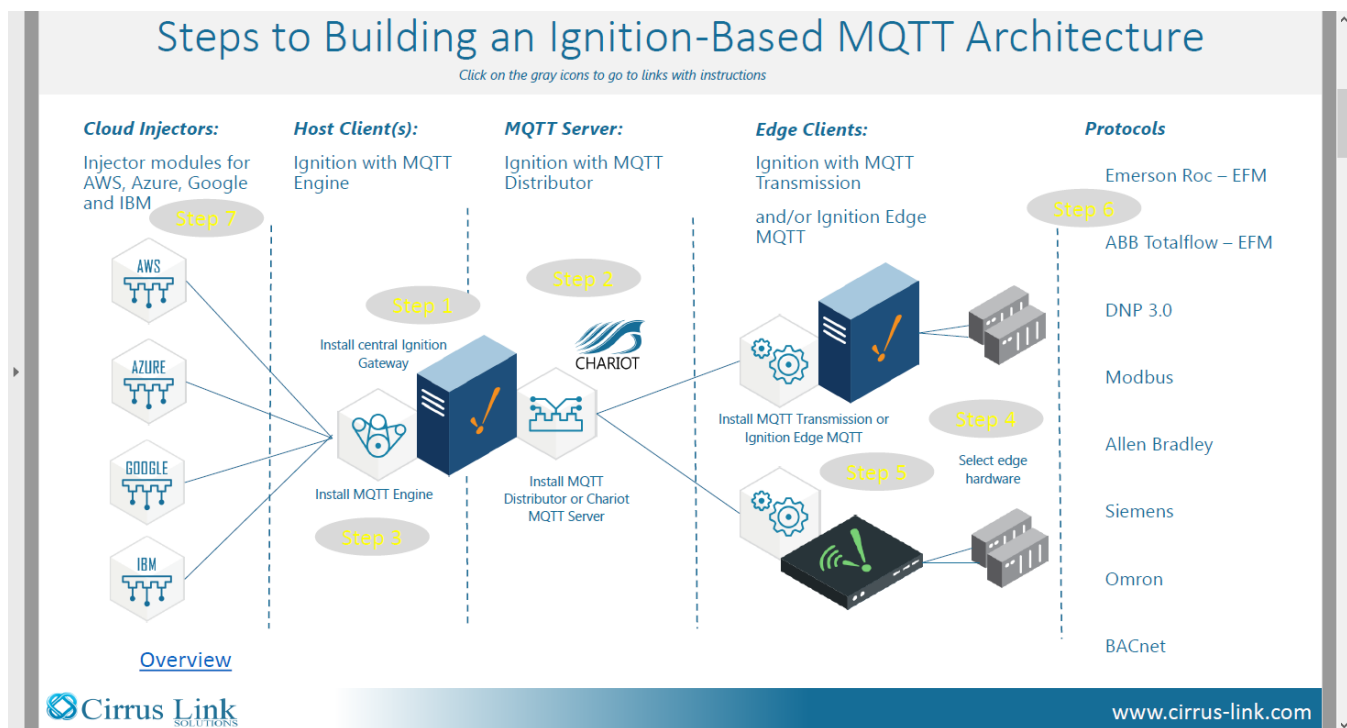 Steps to Building an Ignition-Based MQTT Architecture
Click on the gray icons to go to links with instructions
Cloud Injectors:
Injector modules for
AWS, Azure, Google
and IBM
Step 7
AWS
AZURE
GOOGLE
IBM
Overview
Host Client(s):
Ignition with MQTT
Engine
Step 1
Install central Ignition
Gateway
Install MQTT Engine
Step 3
MQTT Server:
Ignition with MQTT
Distributor
Step 2
CHARIOT
Install MQTT
Distributor or Chariot
MQTT Server
Edge Clients:
Ignition with MQTT
Transmission
and/or Ignition Edge
MQTT
Install MQTT Transmission or
Ignition Edge MQTT
Step 4
Select edge
hardware
Step 5
Protocols
Step 6
Emerson Roc – EFM
ABB Totalflow – EFM
DNP 3.0
Modbus
Allen Bradley
Siemens
Omron
BACnet
Cirrus Link
SOLUTIONS
www.cirrus-link.com